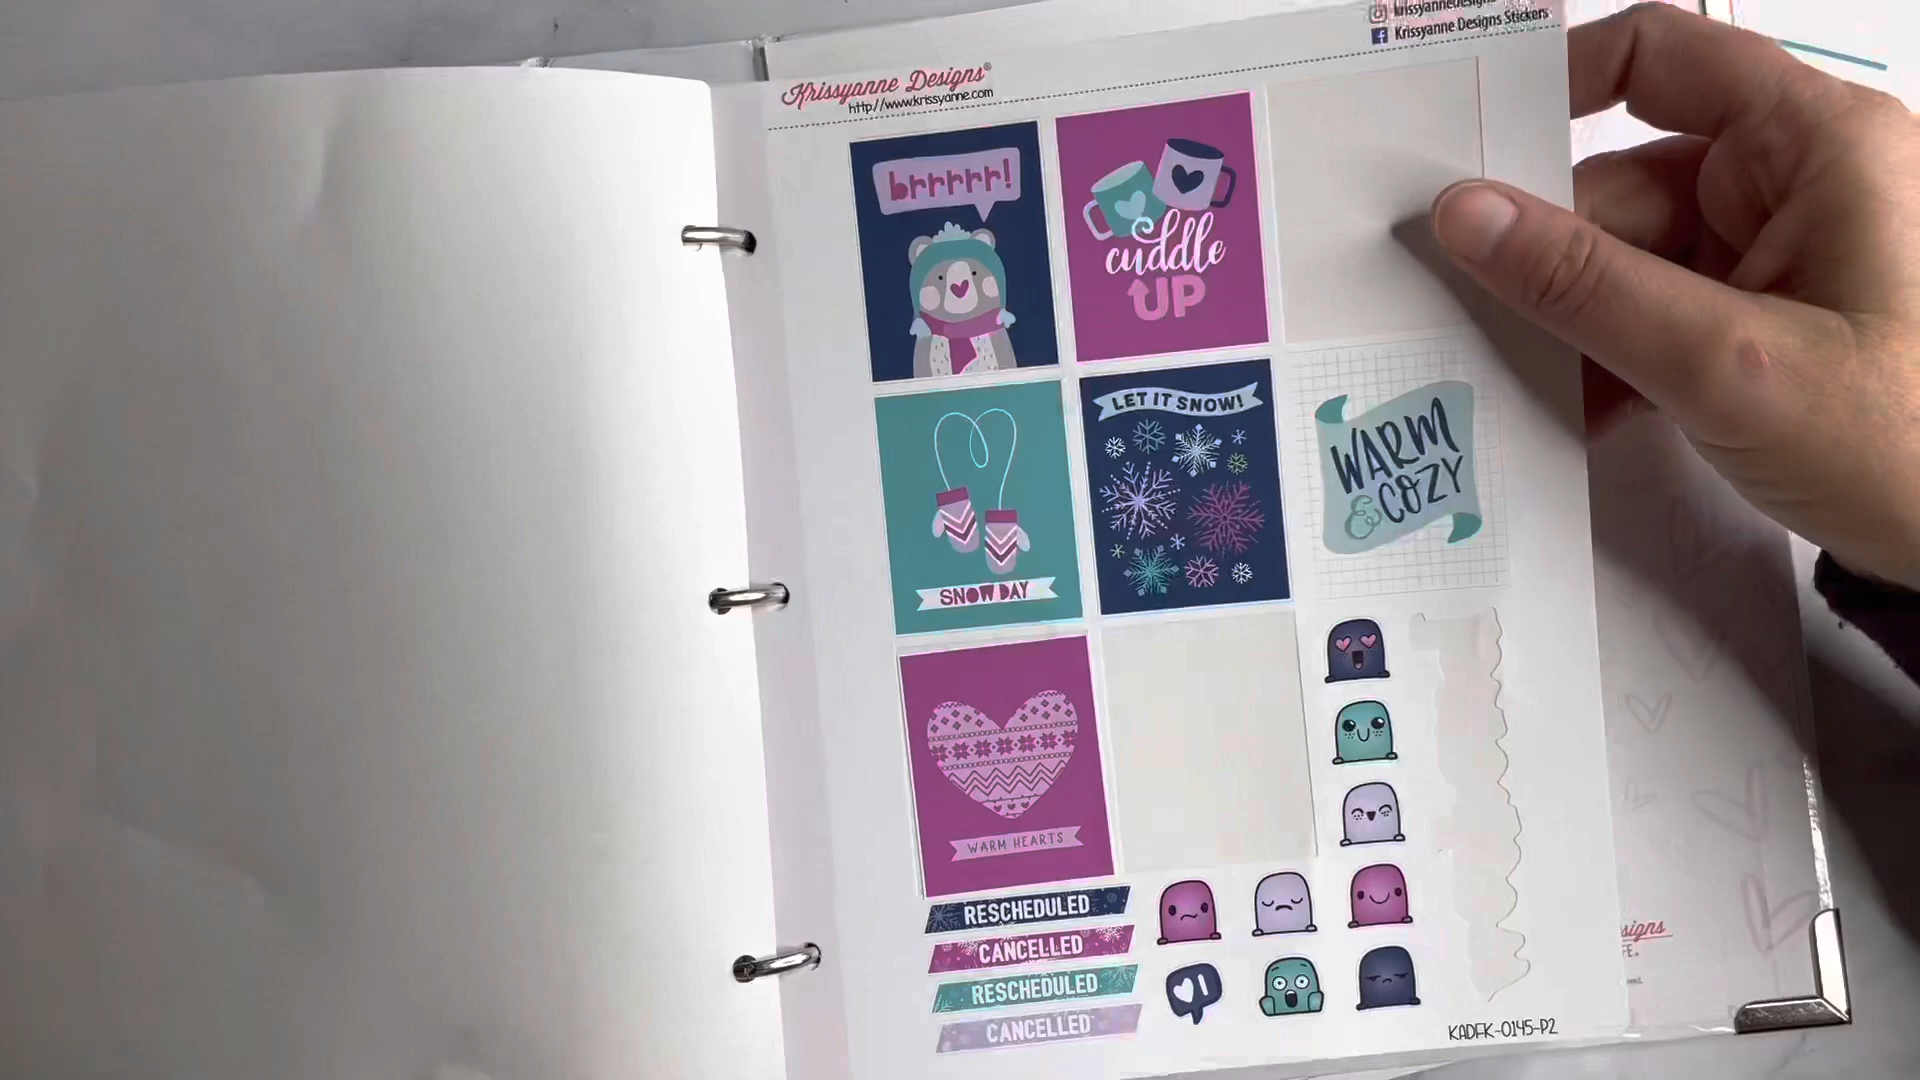 krissyannedesigns
Krissyanne Designs Stickers
Krissyanne Designs®
http://www.krissyanne.com
brrrrr!
cuddle
UP
SNOW DAY
LET IT SNOW!
WARM
& COZY
WARM HEARTS
RESCHEDULED
CANCELLED
RESCHEDULED
CANCELLED
KADFK-0145-P2